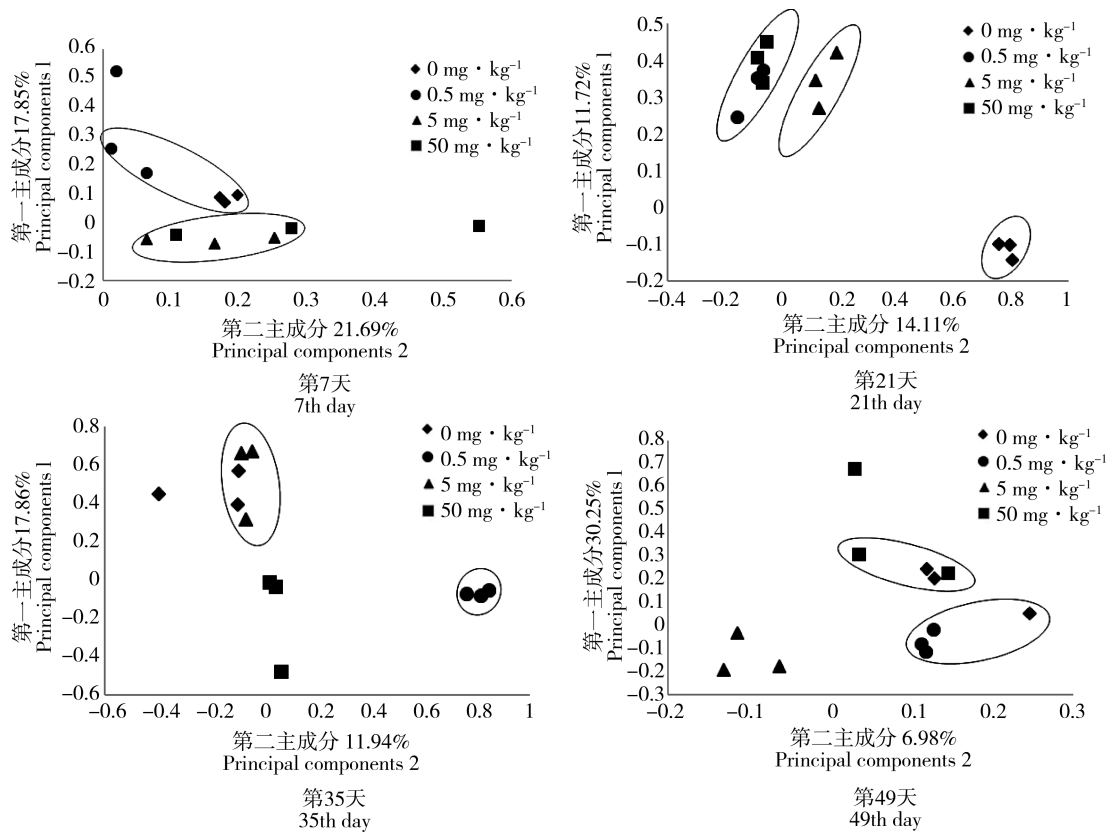 第一主成分17.85%
Principal components 1
0.6
0.5
0.4
0.3
0.2
0.1
0
−0.1
−0.2
0
0.1
0.2
0.3
0.4
0.5
0.6
◆ 0 mg·kg⁻¹
● 0.5 mg·kg⁻¹
▲ 5 mg·kg⁻¹
■ 50 mg·kg⁻¹
第二主成分 21.69%
Principal components 2
第7天
7th day
第一主成分11.72%
Principal components 1
0.5
0.4
0.3
0.2
0.1
0
−0.1
−0.2
−0.4
−0.2
0
0.2
0.4
0.6
0.8
1
◆ 0 mg·kg⁻¹
● 0.5 mg·kg⁻¹
▲ 5 mg·kg⁻¹
■ 50 mg·kg⁻¹
第二主成分 14.11%
Principal components 2
第21天
21th day
第一主成分17.86%
Principal components 1
0.8
0.6
0.4
0.2
0
−0.2
−0.4
−0.6
−0.6
−0.4
−0.2
0
0.2
0.4
0.6
0.8
1
◆ 0 mg·kg⁻¹
● 0.5 mg·kg⁻¹
▲ 5 mg·kg⁻¹
■ 50 mg·kg⁻¹
第二主成分 11.94%
Principal components 2
第35天
35th day
第一主成分30.25%
Principal components 1
0.8
0.7
0.6
0.5
0.4
0.3
0.2
0.1
0
−0.1
−0.2
−0.3
−0.2
−0.1
0
0.1
0.2
0.3
◆ 0 mg·kg⁻¹
● 0.5 mg·kg⁻¹
▲ 5 mg·kg⁻¹
■ 50 mg·kg⁻¹
第二主成分 6.98%
Principal components 2
第49天
49th day